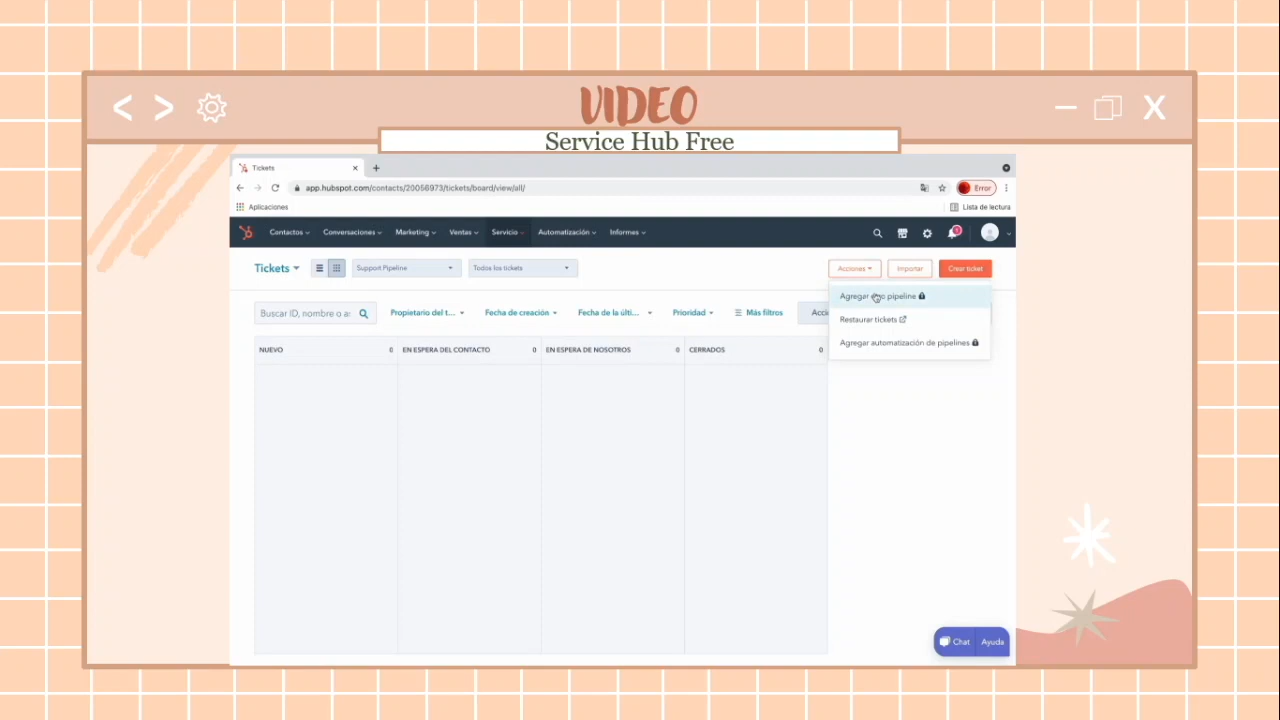 VIDEO
Service Hub Free
Tickets
app.hubspot.com/contacts/20056973/tickets/board/view/all/
Error
Aplicaciones
Lista de lectura
Contactos
Conversaciones
Marketing
Ventas
Servicio
Automatización
Informes
Tickets
Support Pipeline
Todos los tickets
Acciones
Importar
Crear ticket
Agregar pipeline
Restaurar tickets
Agregar automatización de pipelines
Buscar ID, nombre o a
Propietario del t...
Fecha de creación
Fecha de la últi...
Prioridad
Más filtros
Acci
NUEVO 0
EN ESPERA DEL CONTACTO 0
EN ESPERA DE NOSOTROS 0
CERRADOS 0
Chat
Ayuda